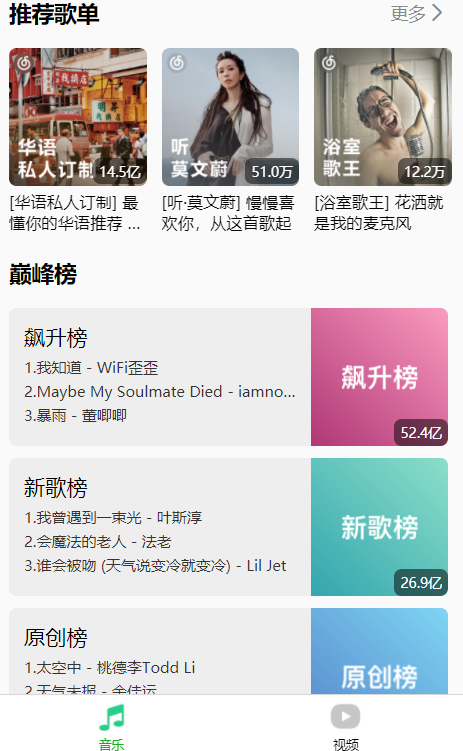 推荐歌单
更多
华语
私人订制
14.5亿
听
莫文蔚
51.0万
浴室
歌王
12.2万
[华语私人订制] 最
懂你的华语推荐 ...
[听·莫文蔚] 慢慢喜
欢你，从这首歌起
[浴室歌王] 花洒就
是我的麦克风
巅峰榜
飙升榜
1.我知道 - WiFi歪歪
2.Maybe My Soulmate Died - iamno...
3.暴雨 - 董唧唧
飙升榜
52.4亿
新歌榜
1.我曾遇到一束光 - 叶斯淳
2.会魔法的老人 - 法老
3.谁会被吻 (天气说变冷就变冷) - Lil Jet
新歌榜
26.9亿
原创榜
1.太空中 - 桃德李Todd Li
2.天气未报 - 余佳运
原创榜
音乐
视频